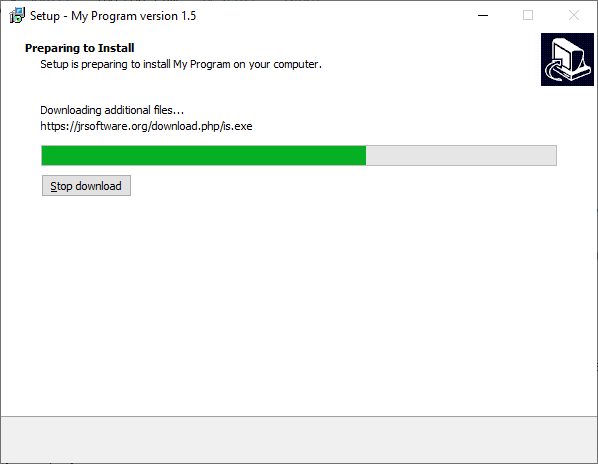 Setup - My Program version 1.5
Preparing to Install
Setup is preparing to install My Program on your computer.
Downloading additional files...
https://jrsoftware.org/download.php/is.exe
Stop download